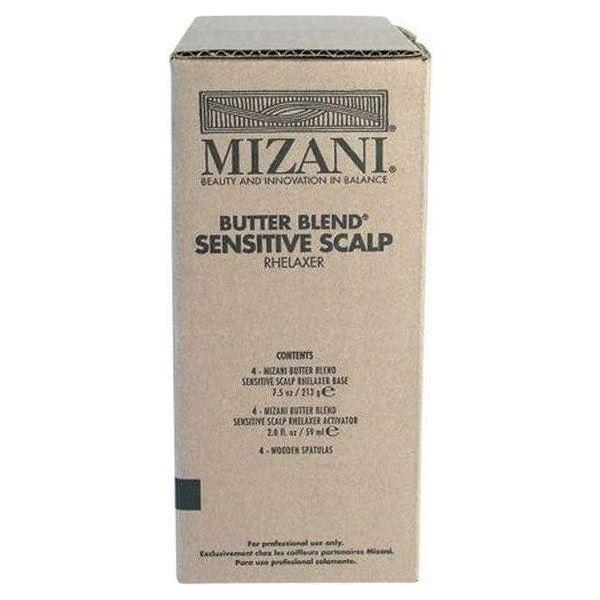 MIZANI®
BEAUTY AND INNOVATION IN BALANCE
BUTTER BLEND®
SENSITIVE SCALP
RHELAXER
CONTENTS
4 - MIZANI BUTTER BLEND
SENSITIVE SCALP RHELAXER BASE
7.5 oz / 213 g℮
4 - MIZANI BUTTER BLEND
SENSITIVE SCALP RHELAXER ACTIVATOR
2.0 fl. oz / 59 ml℮
4 - WOODEN SPATULAS
For professional use only.
Exclusivement chez les coiffeurs partenaires Mizani.
Para uso profesional solamente.